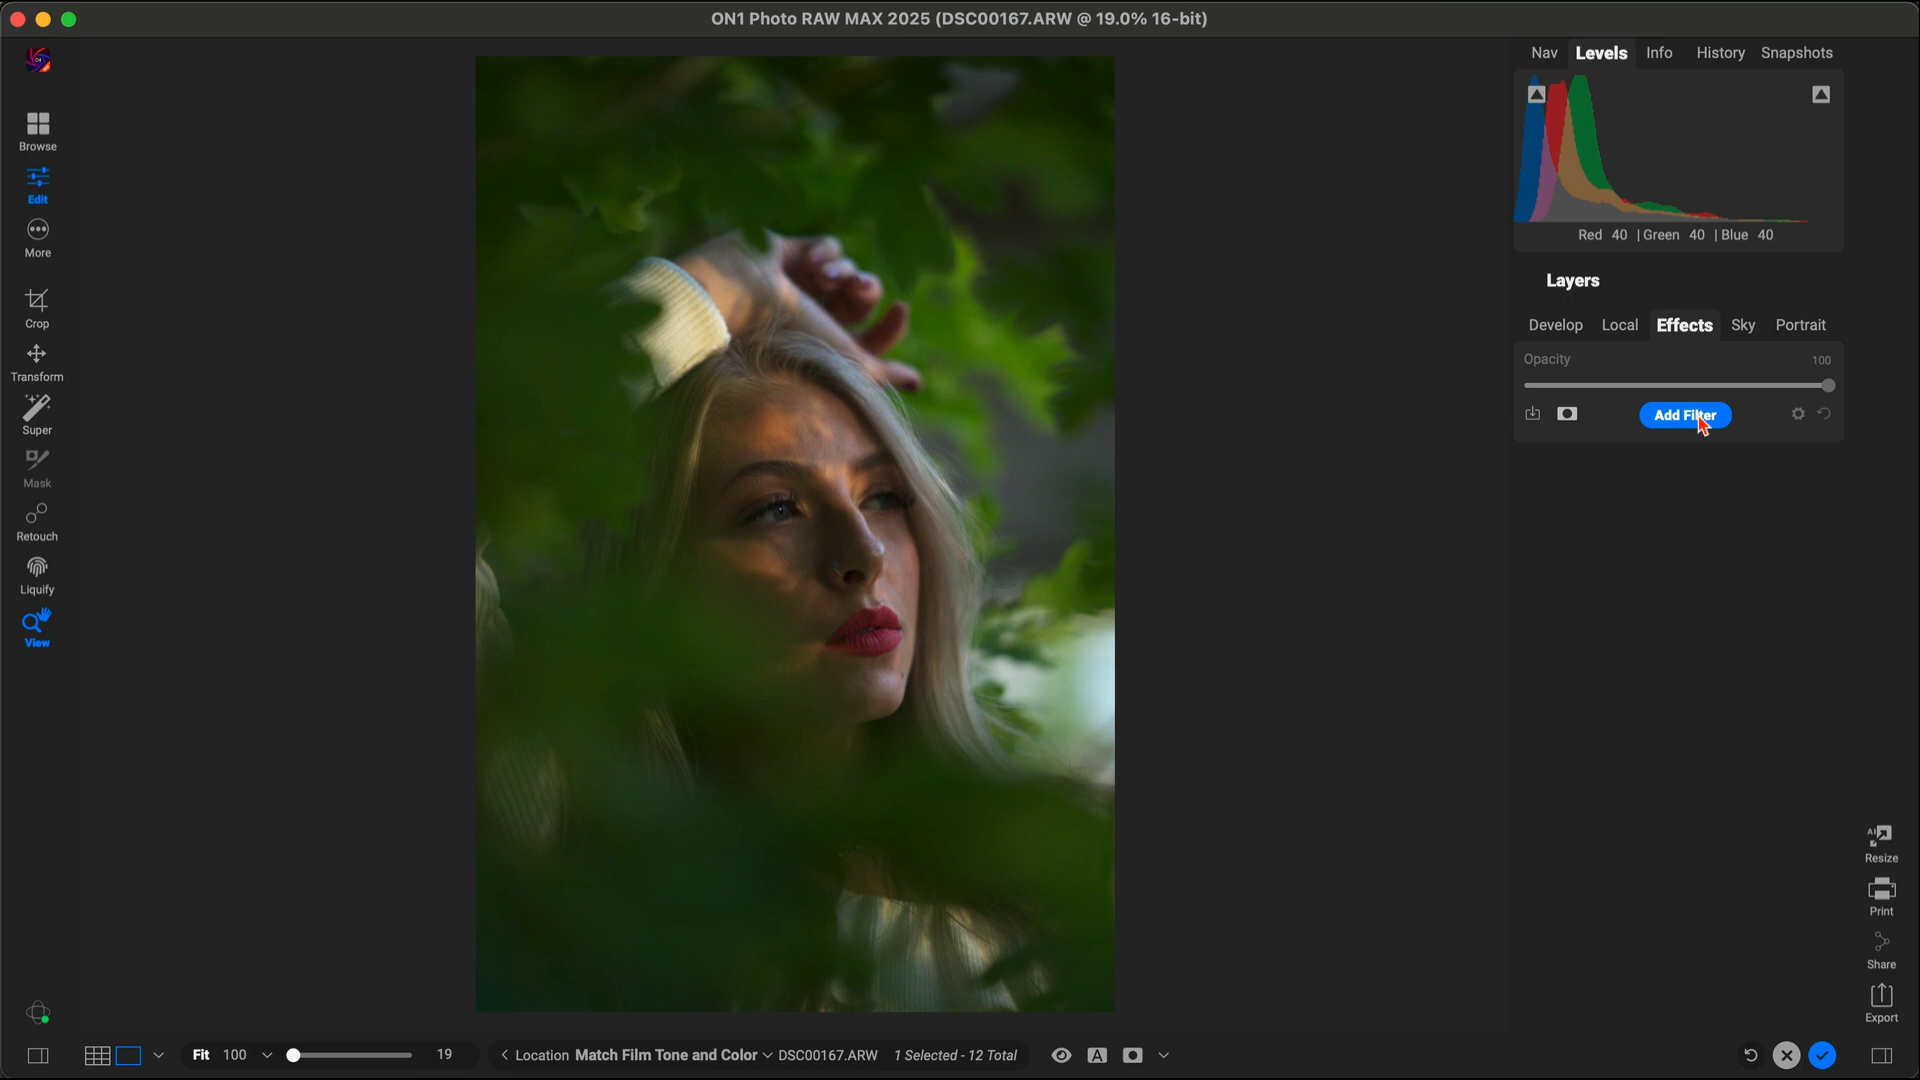 ON1 Photo RAW MAX 2025 (DSC00167.ARW @ 19.0% 16-bit)
Nav Levels Info History Snapshots
Browse
Edit
More
Red 40 | Green 40 | Blue 40
Layers
Crop
Develop Local Effects Sky Portrait
Opacity 100
Transform
Add Filter
Super
Mask
Retouch
Liquify
View
AI
Resize
Print
Share
Export
Fit 100 19 < Location Match Film Tone and Color DSC00167.ARW 1 Selected - 12 Total A